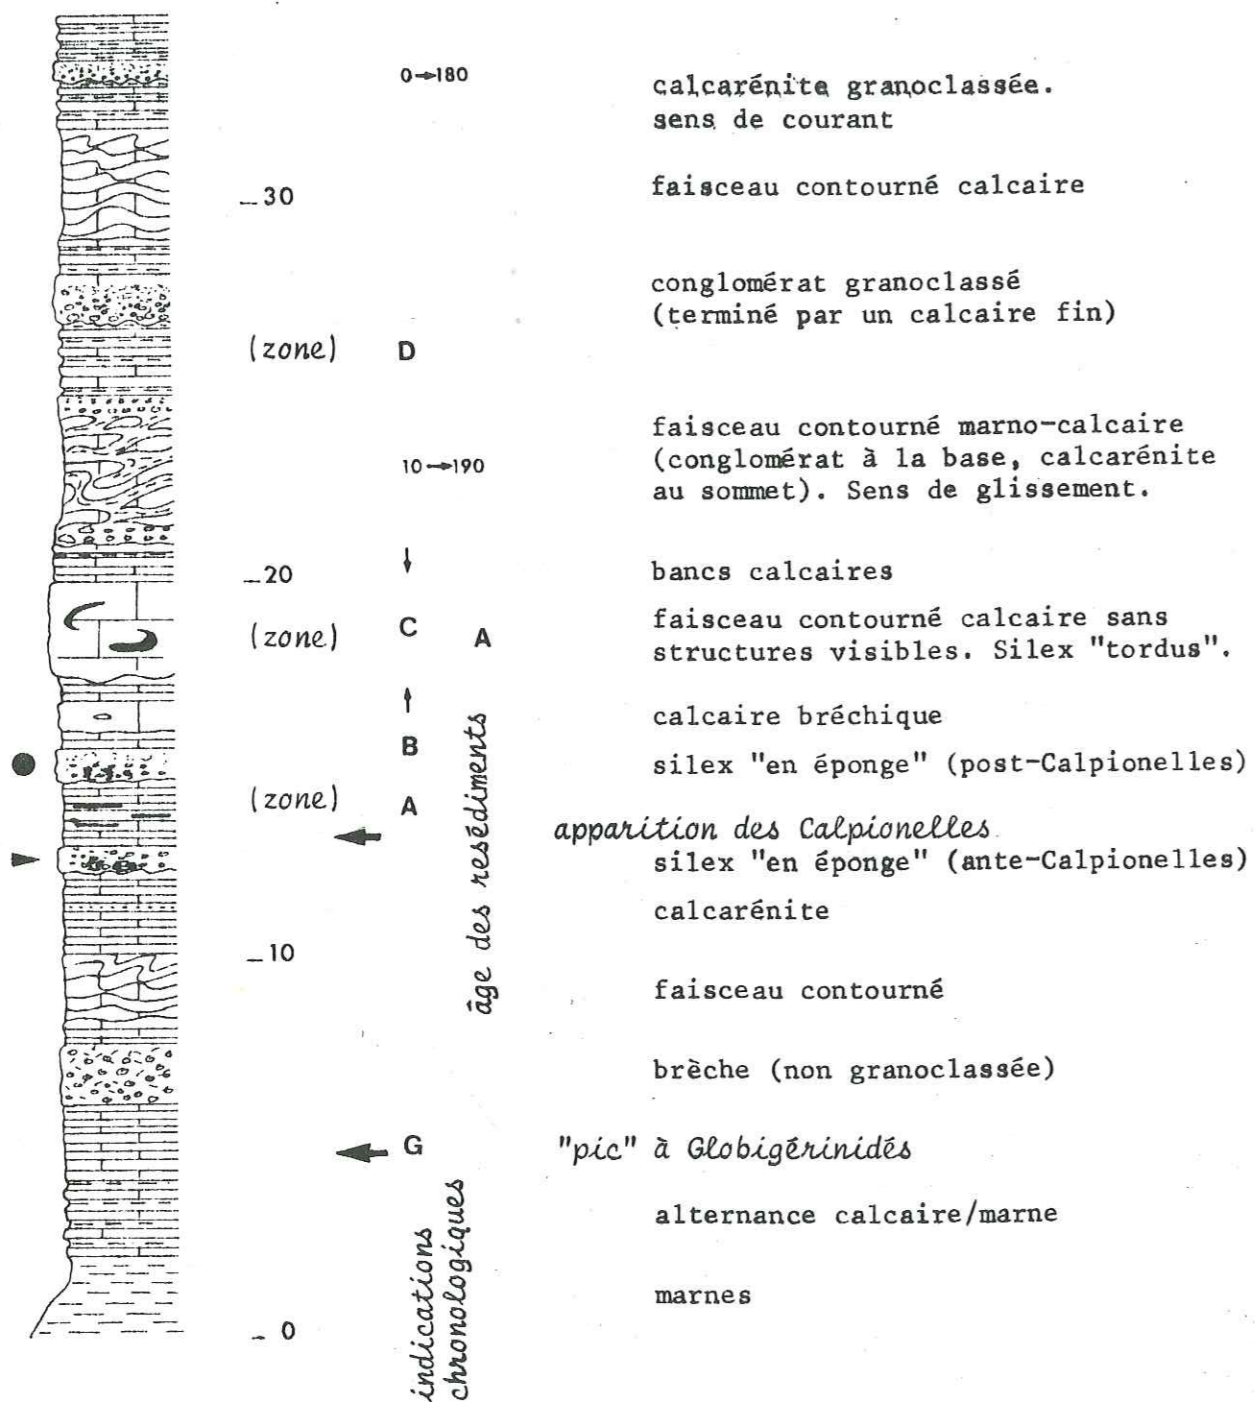 0→180
calcarénite granoclassée.
sens de courant
30
faisceau contourné calcaire
conglomérat granoclassé
(terminé par un calcaire fin)
(zone) D
faisceau contourné marno-calcaire
10→190
(conglomérat à la base, calcarénite
au sommet). Sens de glissement.
20
bancs calcaires
(zone) C A
faisceau contourné calcaire sans
structures visibles. Silex "tordus".
calcaire bréchique
B
silex "en éponge" (post-Calpionelles)
(zone) A
apparition des Calpionelles
silex "en éponge" (ante-Calpionelles)
calcarénite
âge des resédiments
10
faisceau contourné
brèche (non granoclassée)
G
"pic" à Globigérinidés
alternance calcaire/marne
marnes
0
indications
chronologiques